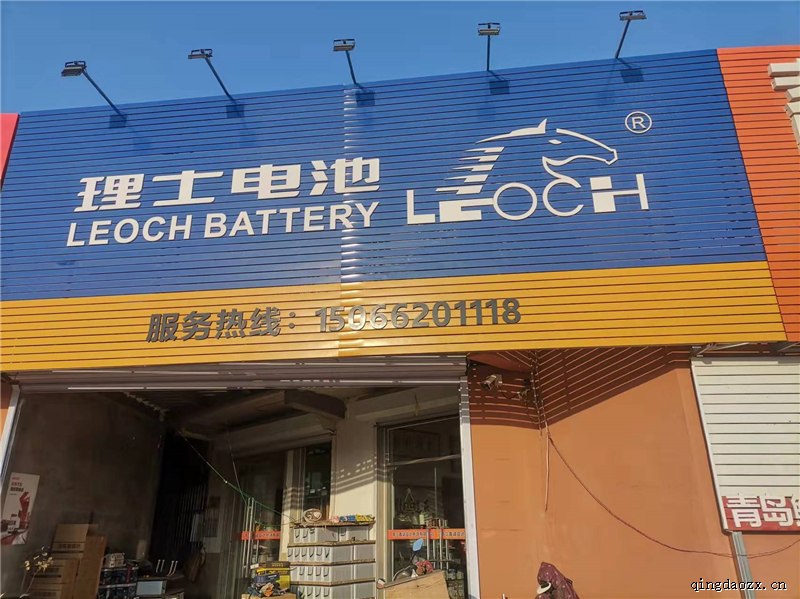 理士电池
LEOCH BATTERY
LEOCH
®
服务热线：15066201118
青岛
qingdaozx.cn